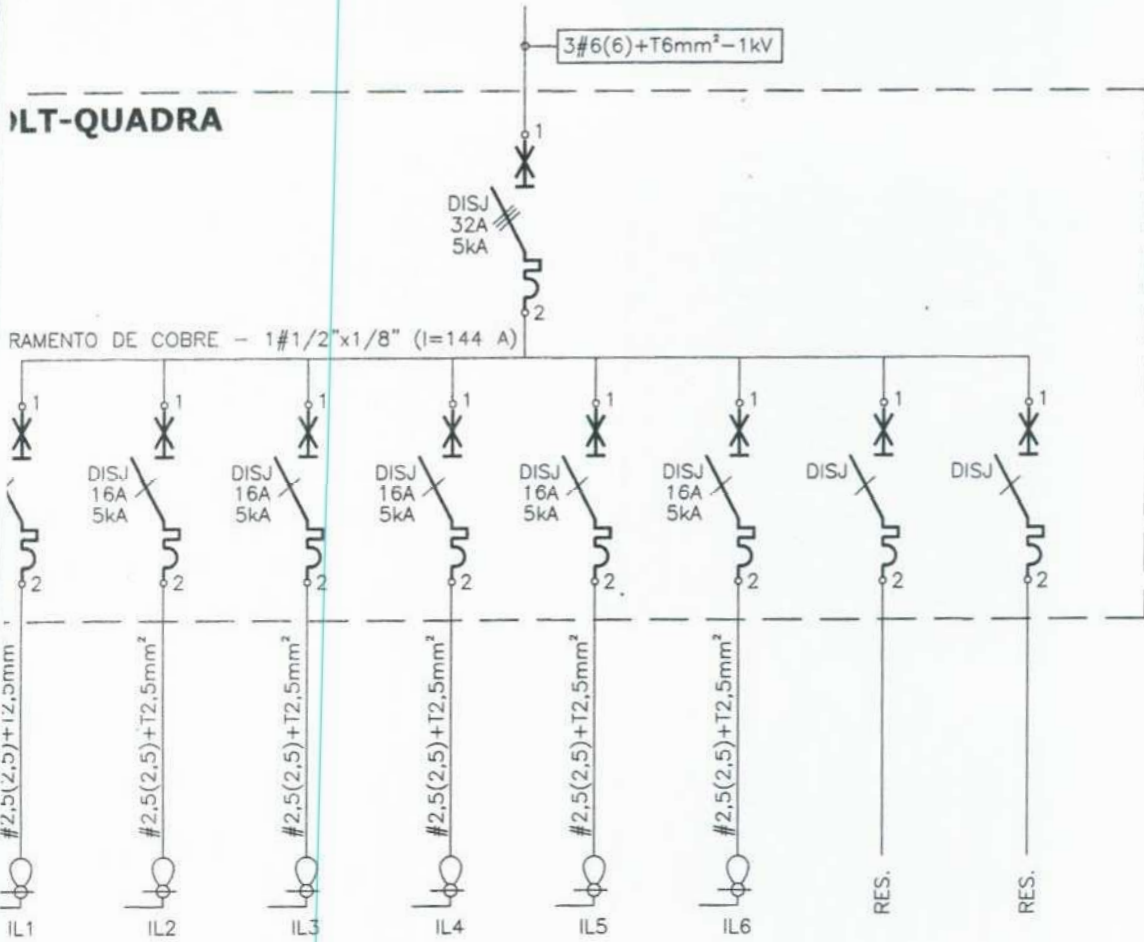 3#6(6)+T6mm²-1kV
LT-QUADRA
1
DISJ
32A
5kA
2
RAMENTO DE COBRE - 1#1/2"x1/8" (I=144 A)
1
1
1
1
1
1
1
1
DISJ
16A
5kA
DISJ
16A
5kA
DISJ
16A
5kA
DISJ
16A
5kA
DISJ
16A
5kA
DISJ
DISJ
2
2
2
2
2
2
2
2
#2,5(2,5)+T2,5mm
#2,5(2,5)+T2,5mm²
#2,5(2,5)+T2,5mm²
#2,5(2,5)+T2,5mm²
#2,5(2,5)+T2,5mm²
#2,5(2,5)+T2,5mm²
RES.
RES.
IL1
IL2
IL3
IL4
IL5
IL6